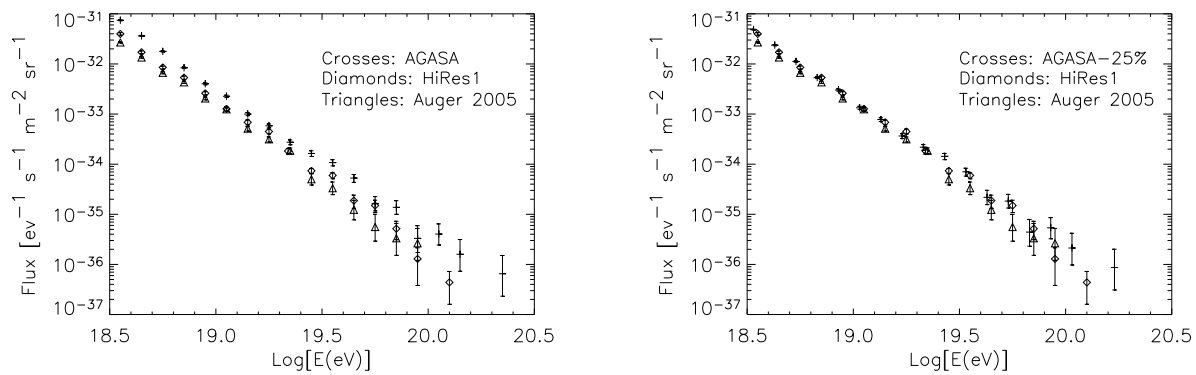 10⁻³¹
10⁻³²
10⁻³³
10⁻³⁴
10⁻³⁵
10⁻³⁶
10⁻³⁷
Flux [ev⁻¹ s⁻¹ m⁻² sr⁻¹]
Crosses: AGASA
Diamonds: HiRes1
Triangles: Auger 2005
18.5 19.0 19.5 20.0 20.5
Log[E(eV)]
10⁻³¹
10⁻³²
10⁻³³
10⁻³⁴
10⁻³⁵
10⁻³⁶
10⁻³⁷
Flux [ev⁻¹ s⁻¹ m⁻² sr⁻¹]
Crosses: AGASA−25%
Diamonds: HiRes1
Triangles: Auger 2005
18.5 19.0 19.5 20.0 20.5
Log[E(eV)]